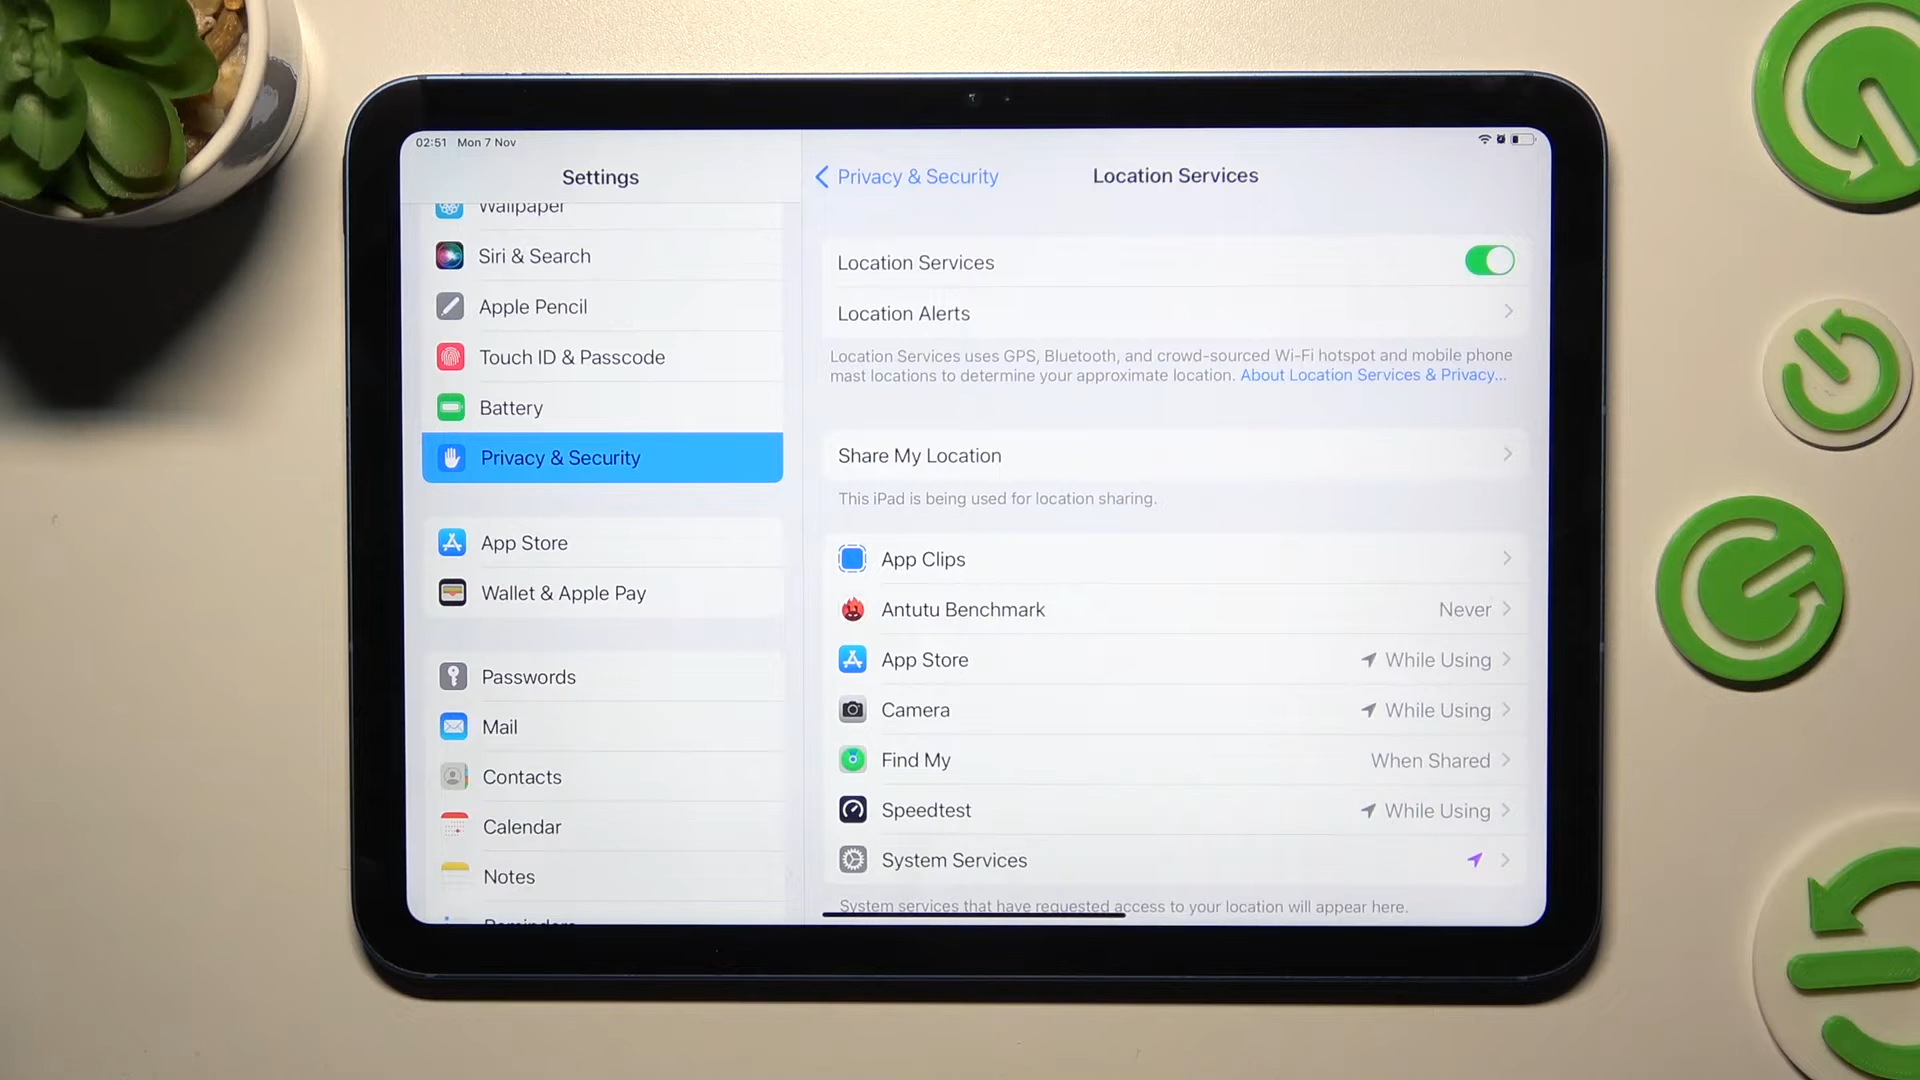 02:51 Mon 7 Nov
Settings
Wallpaper
Siri & Search
Apple Pencil
Touch ID & Passcode
Battery
Privacy & Security
App Store
Wallet & Apple Pay
Passwords
Mail
Contacts
Calendar
Notes
Reminders
Privacy & Security
Location Services
Location Services
Location Alerts
Location Services uses GPS, Bluetooth, and crowd-sourced Wi-Fi hotspot and mobile phone
mast locations to determine your approximate location. About Location Services & Privacy...
Share My Location
This iPad is being used for location sharing.
App Clips
Antutu Benchmark Never
App Store While Using
Camera While Using
Find My When Shared
Speedtest While Using
System Services
System services that have requested access to your location will appear here.